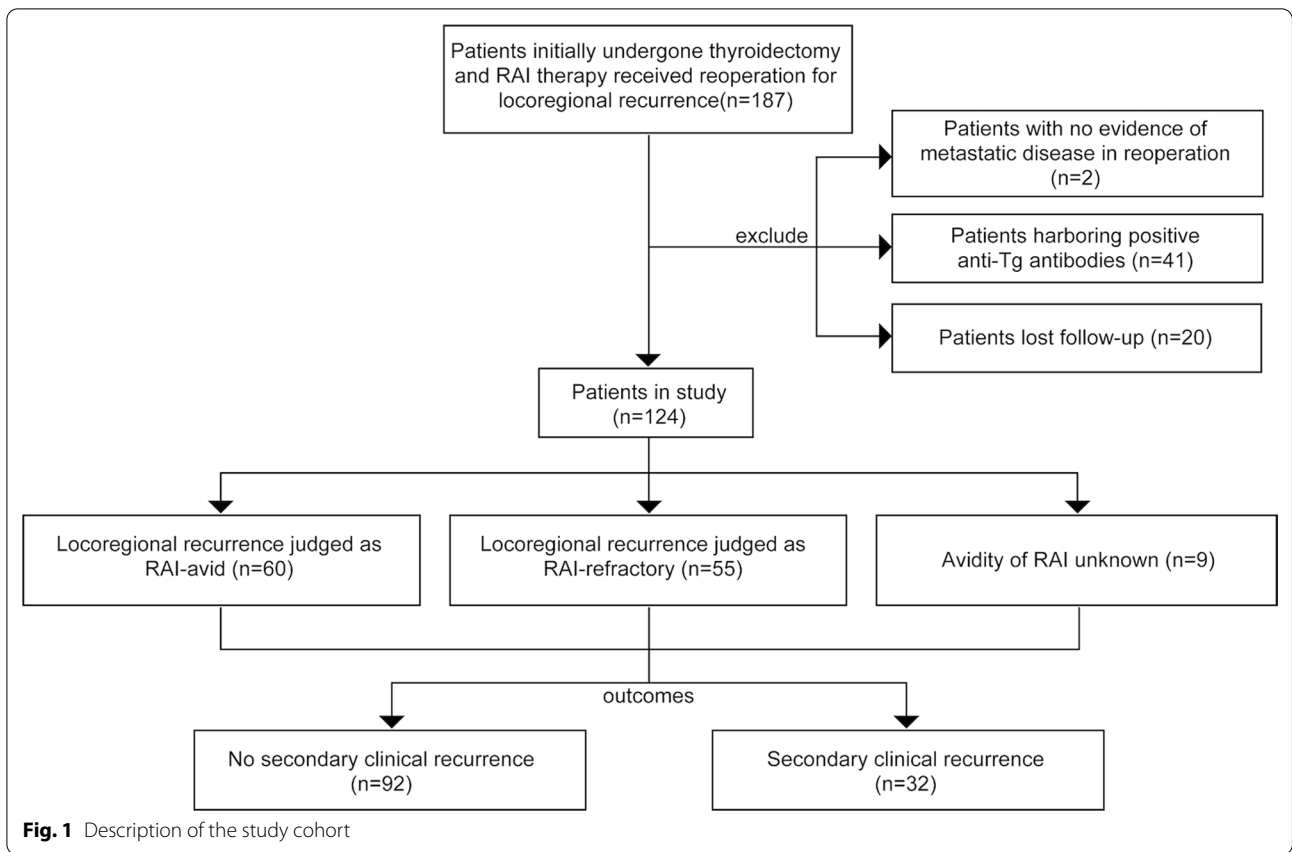 Patients initially undergone thyroidectomy
and RAI therapy received reoperation for
locoregional recurrence(n=187)
Patients with no evidence of
metastatic disease in reoperation
(n=2)
exclude
Patients harboring positive
anti-Tg antibodies (n=41)
Patients lost follow-up (n=20)
Patients in study
(n=124)
Locoregional recurrence judged as
RAI-avid (n=60)
Locoregional recurrence judged as
RAI-refractory (n=55)
Avidity of RAI unknown (n=9)
outcomes
No secondary clinical recurrence
(n=92)
Secondary clinical recurrence
(n=32)
Fig. 1 Description of the study cohort